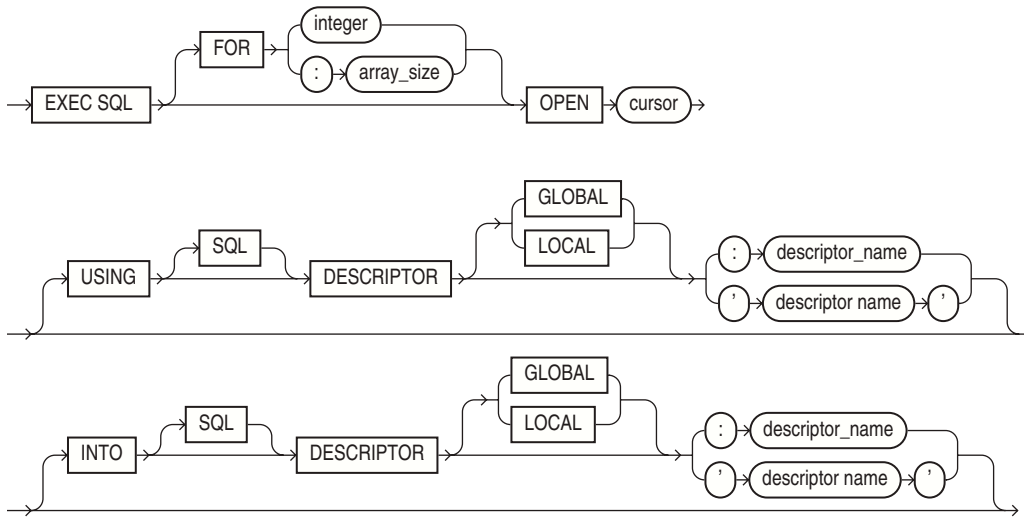 integer
FOR
: array_size
EXEC SQL OPEN cursor
GLOBAL
SQL LOCAL : descriptor_name
USING DESCRIPTOR ' descriptor name '
GLOBAL
SQL LOCAL : descriptor_name
INTO DESCRIPTOR ' descriptor name '